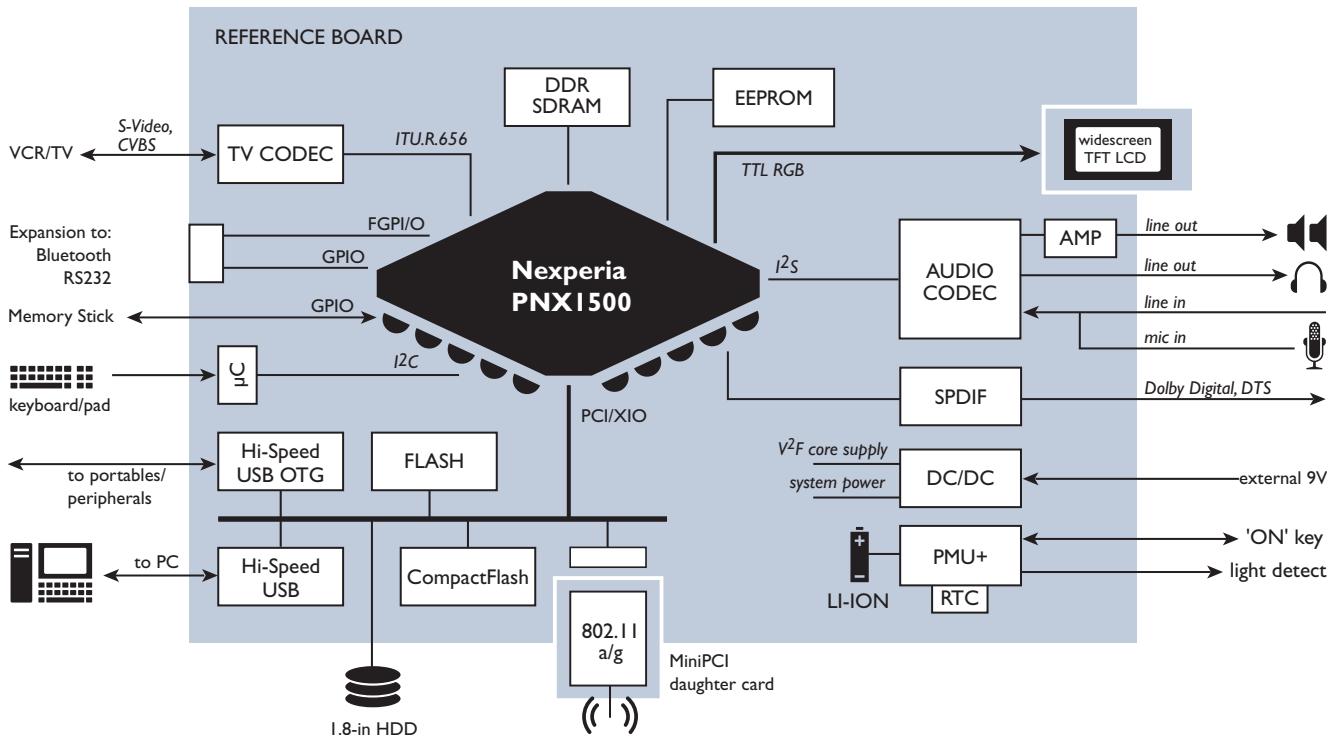 REFERENCE BOARD
DDR
SDRAM
EEPROM
S-Video,
CVBS
VCR/TV
TV CODEC
ITU.R.656
TTL RGB
widescreen
TFT LCD
Expansion to:
Bluetooth
RS232
FGPI/O
GPIO
Nexperia
PNX1500
I²S
AUDIO
CODEC
AMP
line out
line out
line in
mic in
Memory Stick
GPIO
keyboard/pad
µC
I²C
PCI/XIO
SPDIF
Dolby Digital, DTS
to portables/
peripherals
Hi-Speed
USB OTG
FLASH
V²F core supply
system power
DC/DC
external 9V
to PC
Hi-Speed
USB
CompactFlash
+
−
LI-ION
PMU+
RTC
'ON' key
light detect
802.11
a/g
MiniPCI
daughter card
1.8-in HDD